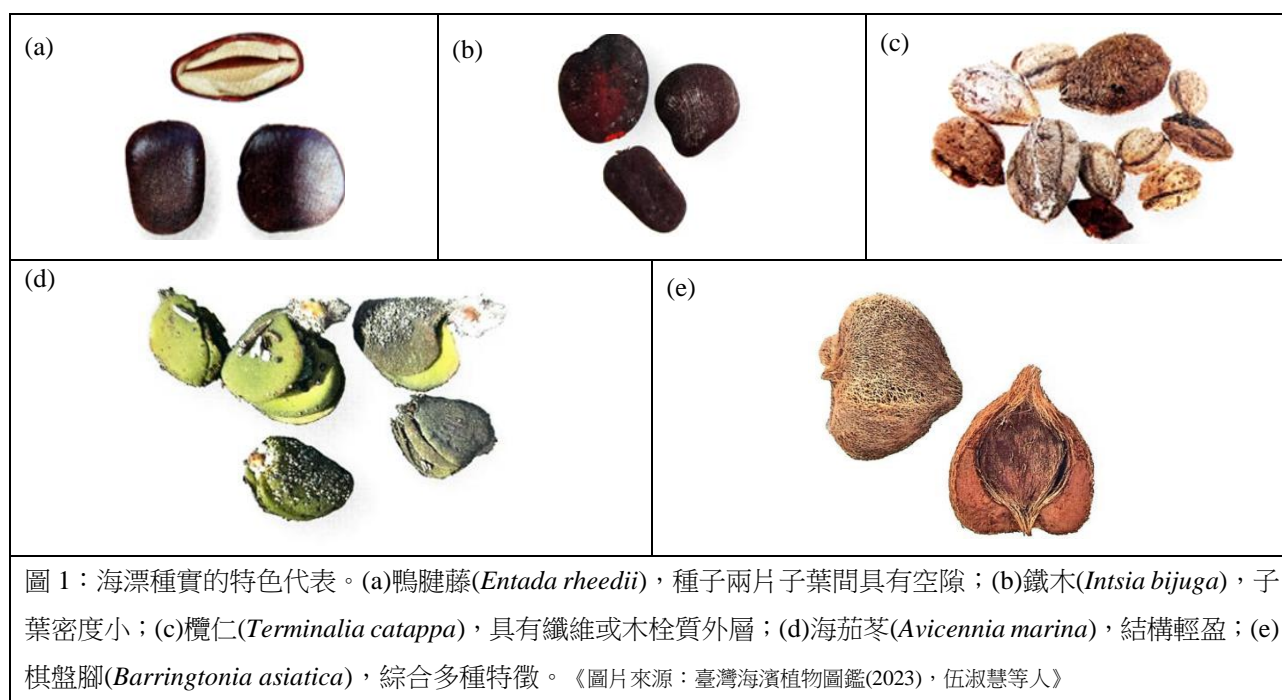 (a)
(b)
(c)
(d)
(e)
圖 1：海漂種實的特色代表。(a)鴨腱藤(Entada rheedii)，種子兩片子葉間具有空隙；(b)鐵木(Intsia bijuga)，子
葉密度小；(c)欖仁(Terminalia catappa)，具有纖維或木栓質外層；(d)海茄苳(Avicennia marina)，結構輕盈；(e)
棋盤腳(Barringtonia asiatica)，綜合多種特徵。《圖片來源：臺灣海濱植物圖鑑(2023)，伍淑慧等人》